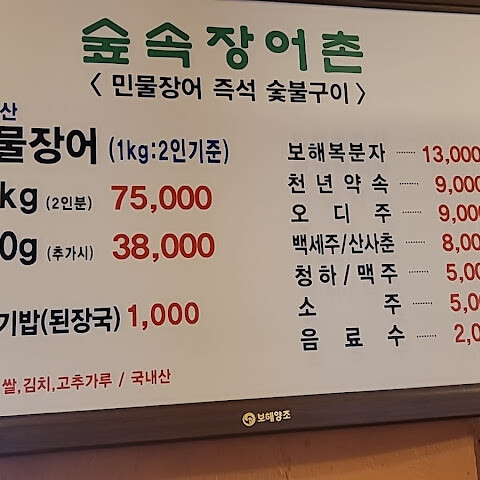 숲속장어촌
< 민물장어 즉석 숯불구이 >
산
물장어 (1kg:2인기준)
kg (2인분) 75,000
0g (추가시) 38,000
기밥(된장국) 1,000
쌀,김치,고추가루 / 국내산
보해복분자 ······ 13,000
천년약속 ······ 9,000
오디주 ······ 9,000
백세주/산사춘 ······ 8,000
청하/맥주 ······ 5,00
소주 ······ 5,0
음료수 ······ 2,0
보해양조